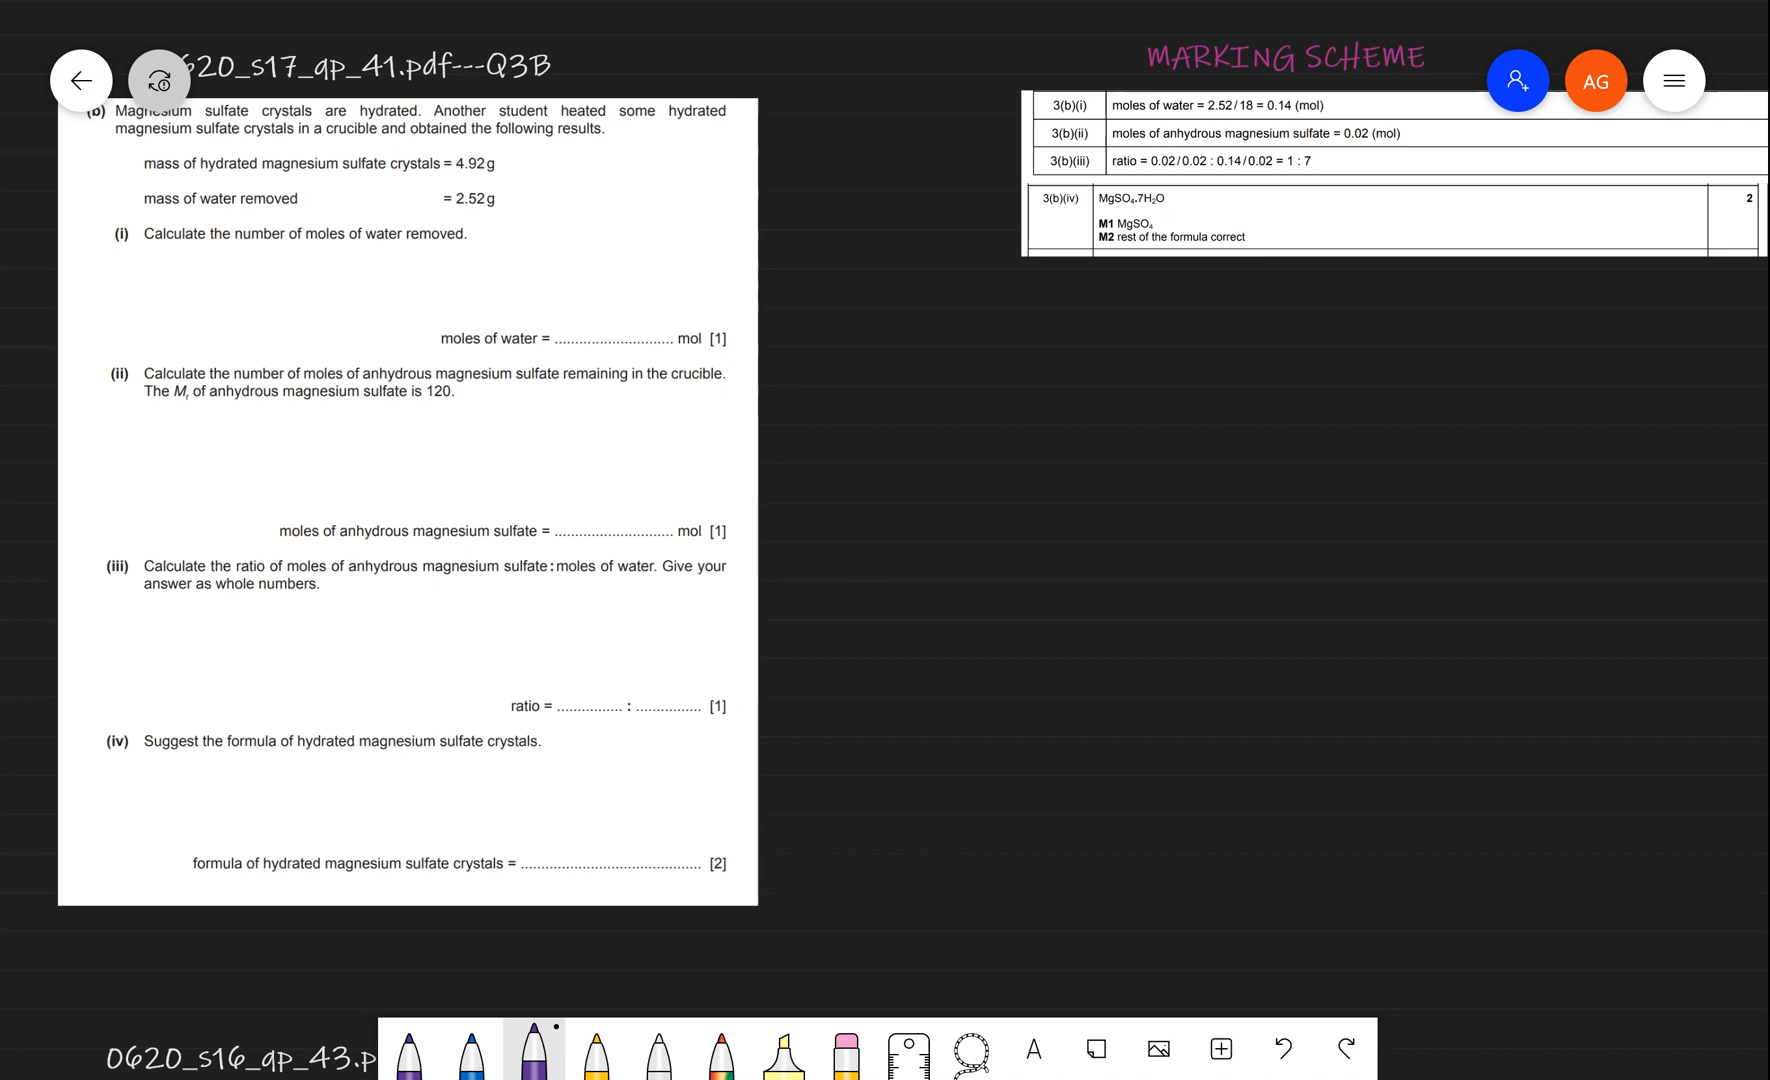 620_s17_qp_41.pdf---Q3B
MARKING SCHEME
AG
(b) Magnesium sulfate crystals are hydrated. Another student heated some hydrated
magnesium sulfate crystals in a crucible and obtained the following results.
mass of hydrated magnesium sulfate crystals = 4.92 g
mass of water removed = 2.52 g
(i) Calculate the number of moles of water removed.
moles of water = ............................. mol [1]
(ii) Calculate the number of moles of anhydrous magnesium sulfate remaining in the crucible.
The Mr of anhydrous magnesium sulfate is 120.
moles of anhydrous magnesium sulfate = ............................. mol [1]
(iii) Calculate the ratio of moles of anhydrous magnesium sulfate : moles of water. Give your
answer as whole numbers.
ratio = ................ : ................ [1]
(iv) Suggest the formula of hydrated magnesium sulfate crystals.
formula of hydrated magnesium sulfate crystals = ............................................ [2]
3(b)(i) moles of water = 2.52 / 18 = 0.14 (mol)
3(b)(ii) moles of anhydrous magnesium sulfate = 0.02 (mol)
3(b)(iii) ratio = 0.02 / 0.02 : 0.14 / 0.02 = 1 : 7
3(b)(iv) MgSO₄.7H₂O 2
M1 MgSO₄
M2 rest of the formula correct
0620_s16_qp_43.p
A